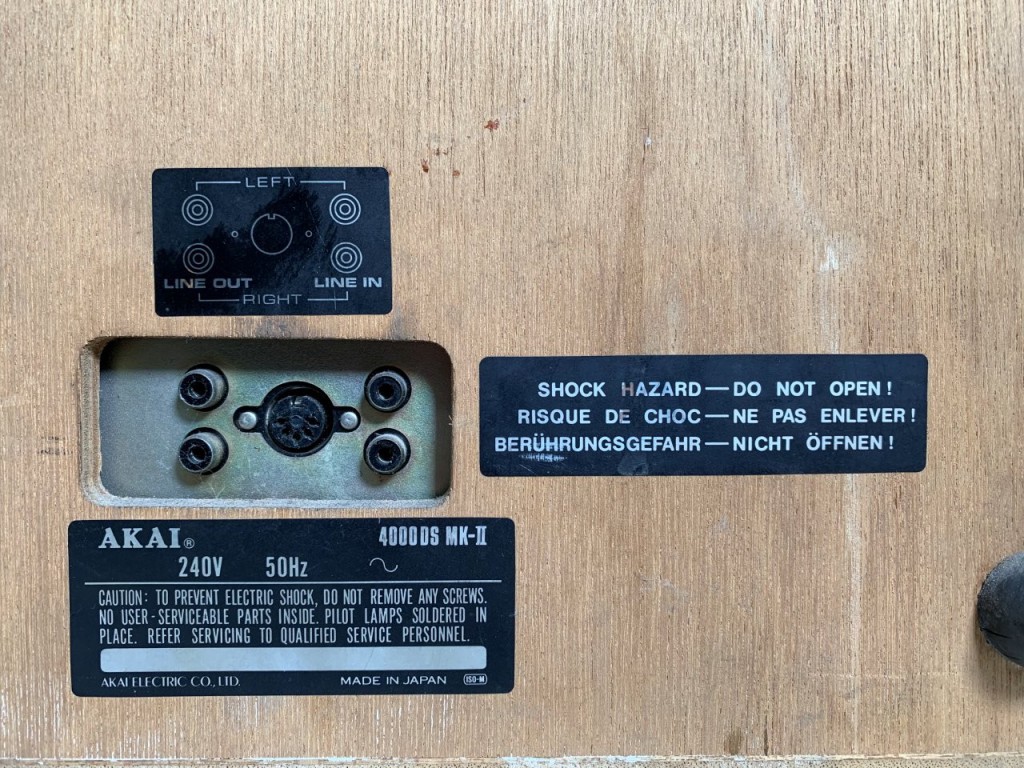 LEFT
LINE OUT LINE IN
RIGHT
SHOCK HAZARD — DO NOT OPEN !
RISQUE DE CHOC — NE PAS ENLEVER !
BERÜHRUNGSGEFAHR — NICHT ÖFFNEN !
AKAI® 4000DS MK-II
240V 50Hz ~
CAUTION: TO PREVENT ELECTRIC SHOCK, DO NOT REMOVE ANY SCREWS.
NO USER-SERVICEABLE PARTS INSIDE. PILOT LAMPS SOLDERED IN
PLACE. REFER SERVICING TO QUALIFIED SERVICE PERSONNEL.
AKAI ELECTRIC CO., LTD. MADE IN JAPAN ISO-M